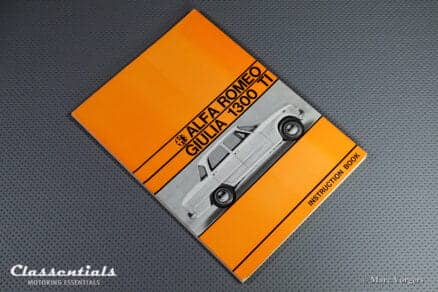 ALFA ROMEO
GIULIA 1300 TI
INSTRUCTION BOOK
Classentials
MOTORING ESSENTIALS
Marc Vorgers